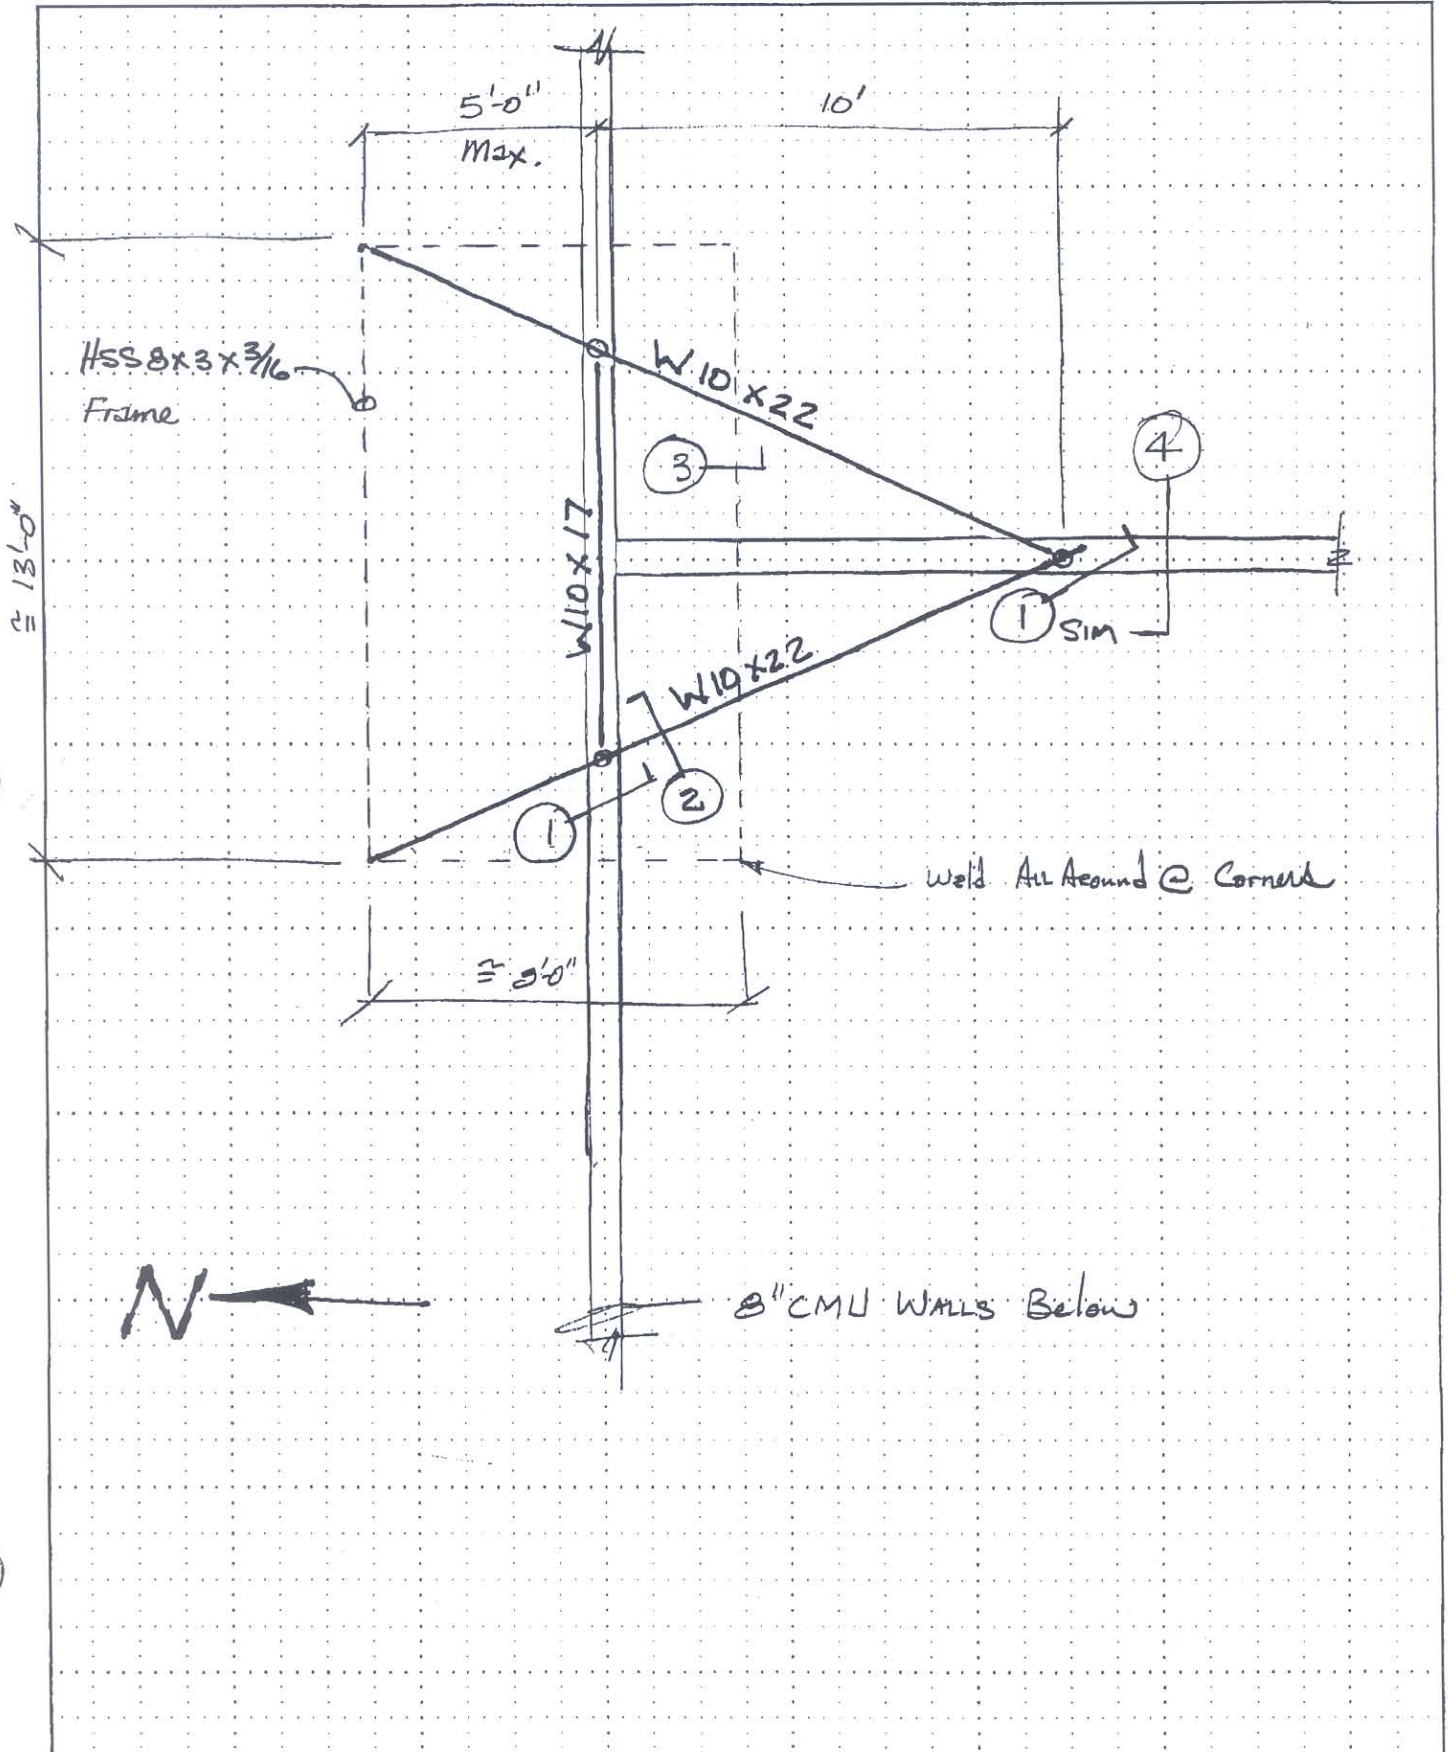 5'-0"
Max.
10'
HSS 8x3x3/16
Frame
W10x22
3
4
≅ 13'-0"
W10x17
1
SIM
W10x22
2
1
Weld All Around @ Corners
≅ 8'-0"
N
8" CMU WALLS Below